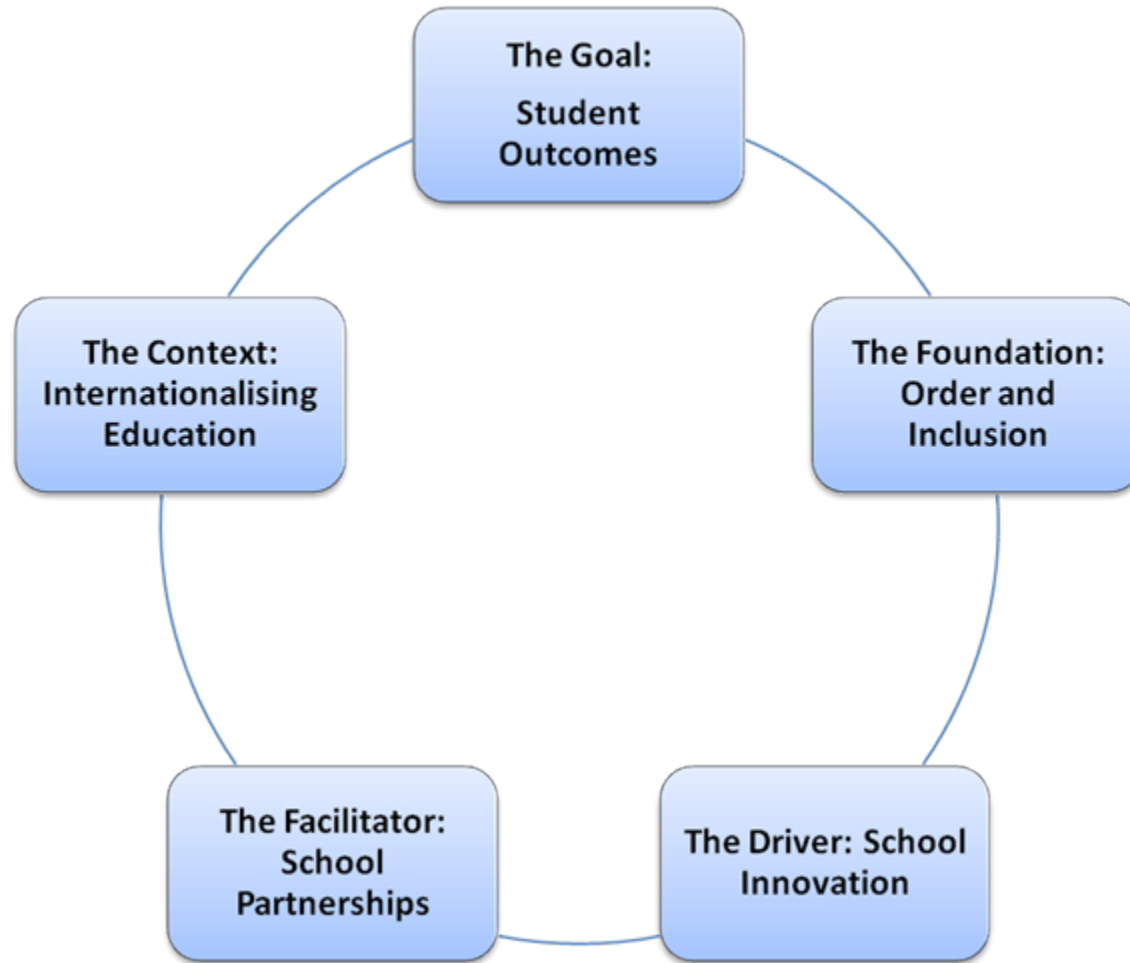 The Goal:
Student
Outcomes
The Foundation:
Order and
Inclusion
The Driver: School
Innovation
The Facilitator:
School
Partnerships
The Context:
Internationalising
Education